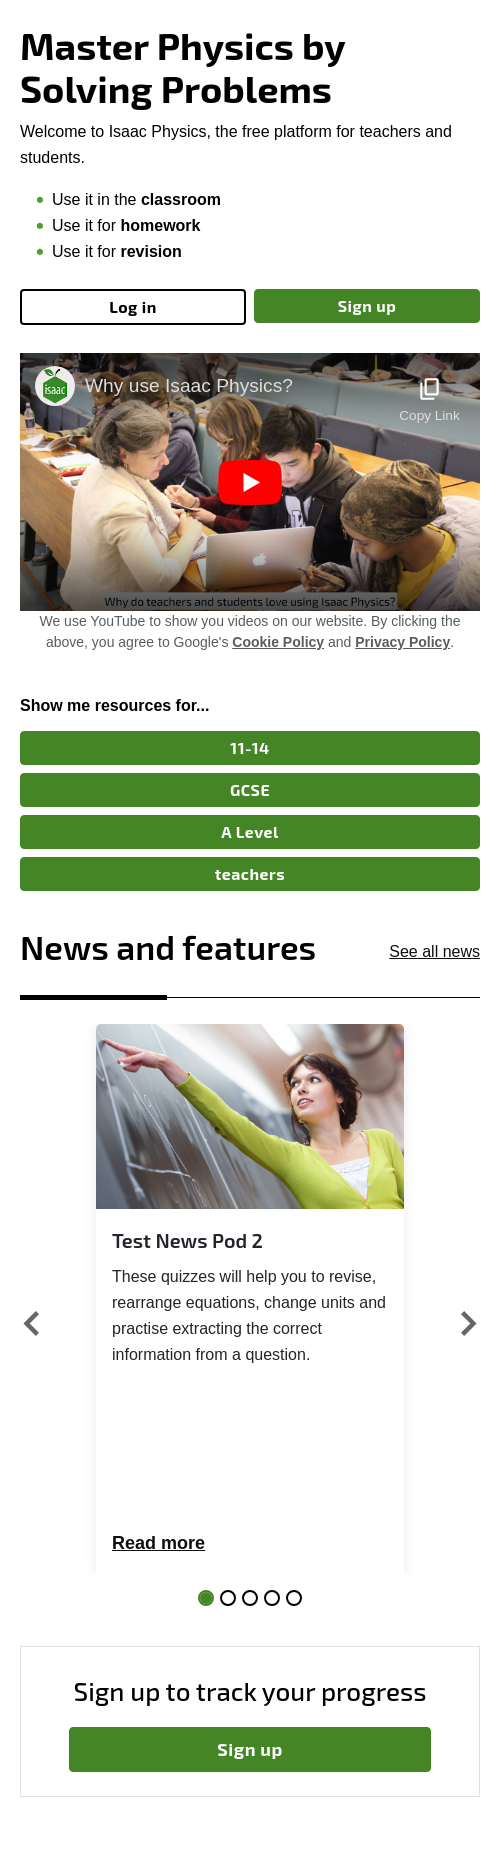 Master Physics by
Solving Problems
Welcome to Isaac Physics, the free platform for teachers and
students.
Use it in the classroom
Use it for homework
Use it for revision
Log in
Sign up
isaac
Why use Isaac Physics?
Copy Link
Why do teachers and students love using Isaac Physics?
We use YouTube to show you videos on our website. By clicking the
above, you agree to Google's Cookie Policy and Privacy Policy.
Show me resources for...
11-14
GCSE
A Level
teachers
News and features
See all news
Test News Pod 2
These quizzes will help you to revise,
rearrange equations, change units and
practise extracting the correct
information from a question.
Read more
Sign up to track your progress
Sign up